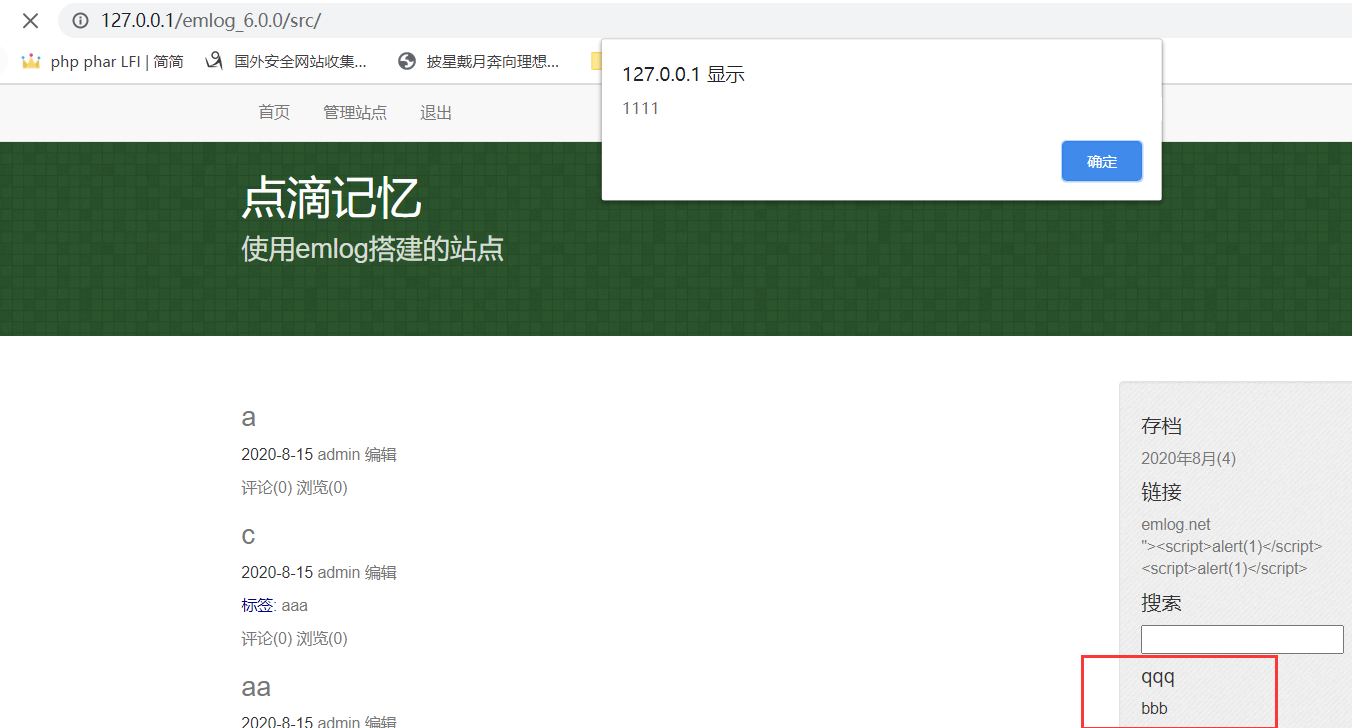 127.0.0.1/emlog_6.0.0/src/
php phar LFI | 简简
国外安全网站收集...
披星戴月奔向理想...
127.0.0.1 显示
1111
确定
首页 管理站点 退出
点滴记忆
使用emlog搭建的站点
a
2020-8-15 admin 编辑
评论(0) 浏览(0)
c
2020-8-15 admin 编辑
标签: aaa
评论(0) 浏览(0)
aa
2020-8-15 admin 编辑
存档
2020年8月(4)
链接
emlog.net
"><script>alert(1)</script>
<script>alert(1)</script>
搜索
qqq
bbb